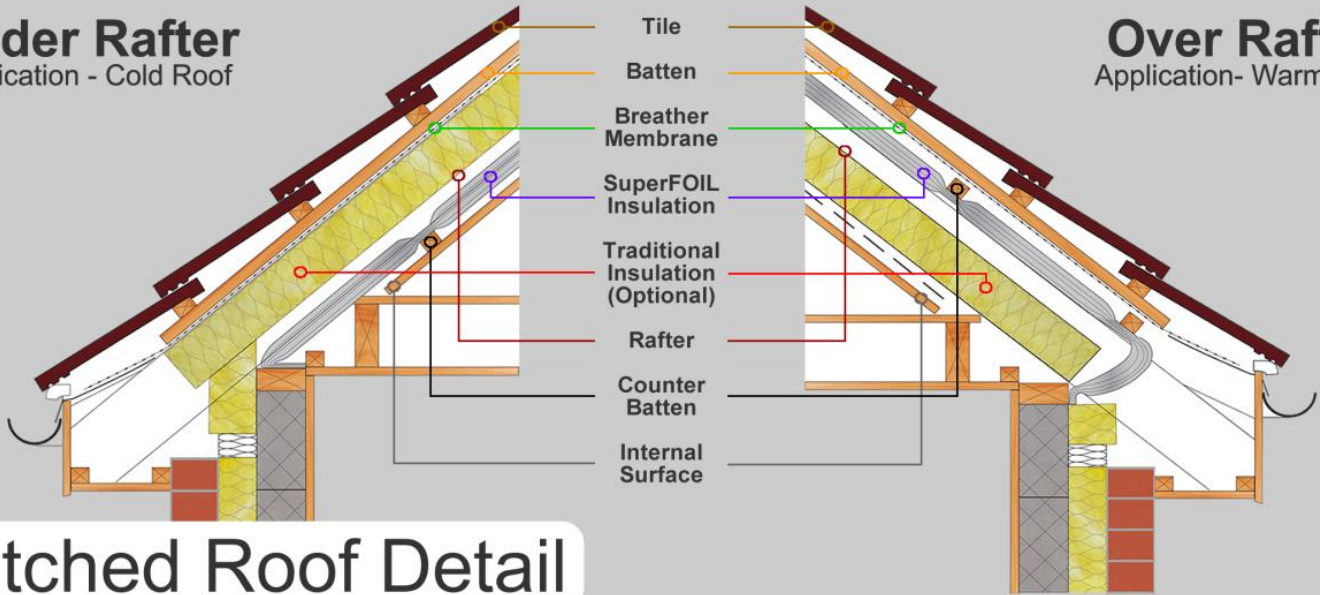 der Rafter
ication - Cold Roof
Over Raft
Application- Warm
Tile
Batten
Breather
Membrane
SuperFOIL
Insulation
Traditional
Insulation
(Optional)
Rafter
Counter
Batten
Internal
Surface
tched Roof Detail